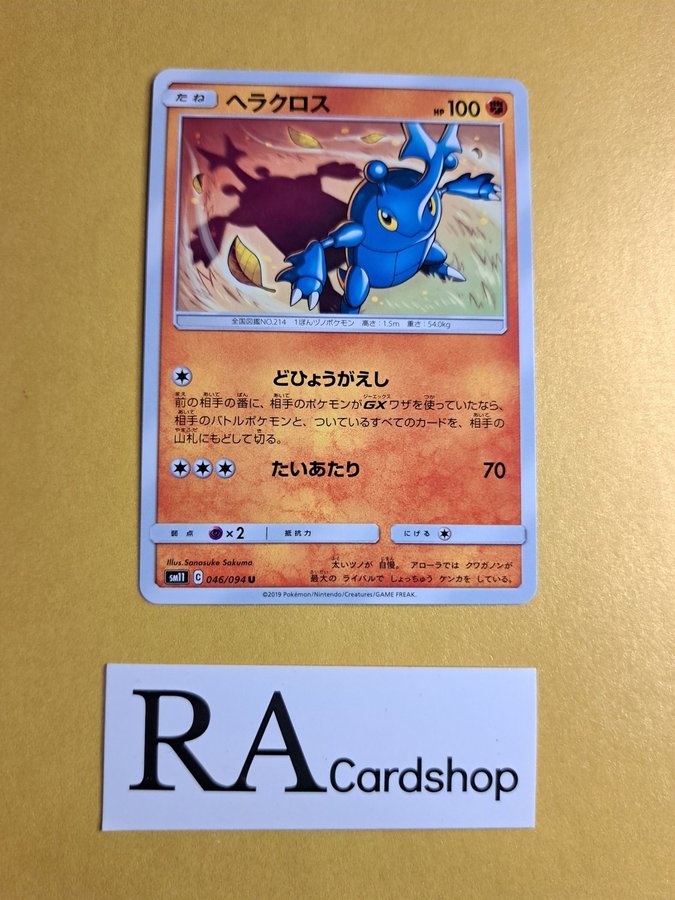 たね ヘラクロス HP 100
全国図鑑NO.214 1ぽんヅノポケモン 高さ：1.5m 重さ：54.0kg
どひょうがえし
前の相手の番に、相手のポケモンがGXワザを使っていたなら、
相手のバトルポケモンと、ついているすべてのカードを、相手の
山札にもどして切る。
たいあたり 70
弱点 ×2 抵抗力 にげる
Illus.Sanosuke Sakuma
太いツノが 自慢。 アローラでは クワガノンが
最大の ライバルで しょっちゅう ケンカを している。
sm11 C 046/094 U
©2019 Pokémon/Nintendo/Creatures/GAME FREAK.
RA Cardshop